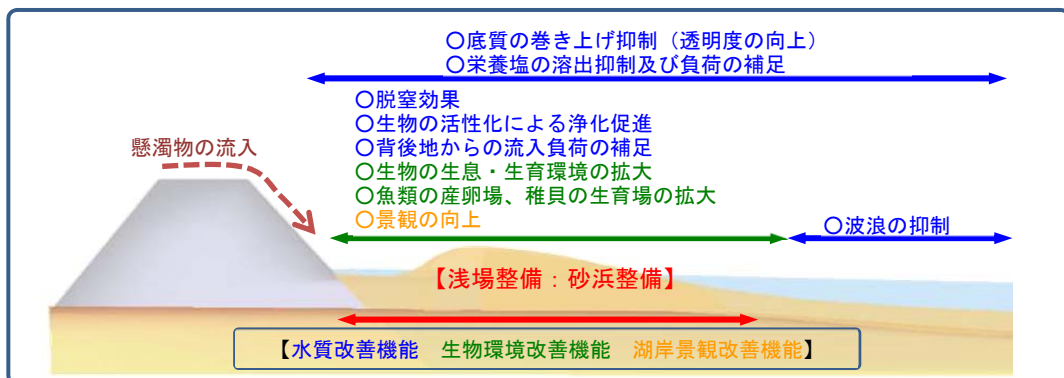 〇底質の巻き上げ抑制（透明度の向上）
〇栄養塩の溶出抑制及び負荷の補足
〇脱窒効果
〇生物の活性化による浄化促進
懸濁物の流入
〇背後地からの流入負荷の補足
〇生物の生息・生育環境の拡大
〇魚類の産卵場、稚貝の生育場の拡大
〇景観の向上
〇波浪の抑制
【浅場整備：砂浜整備】
【水質改善機能　生物環境改善機能　湖岸景観改善機能】